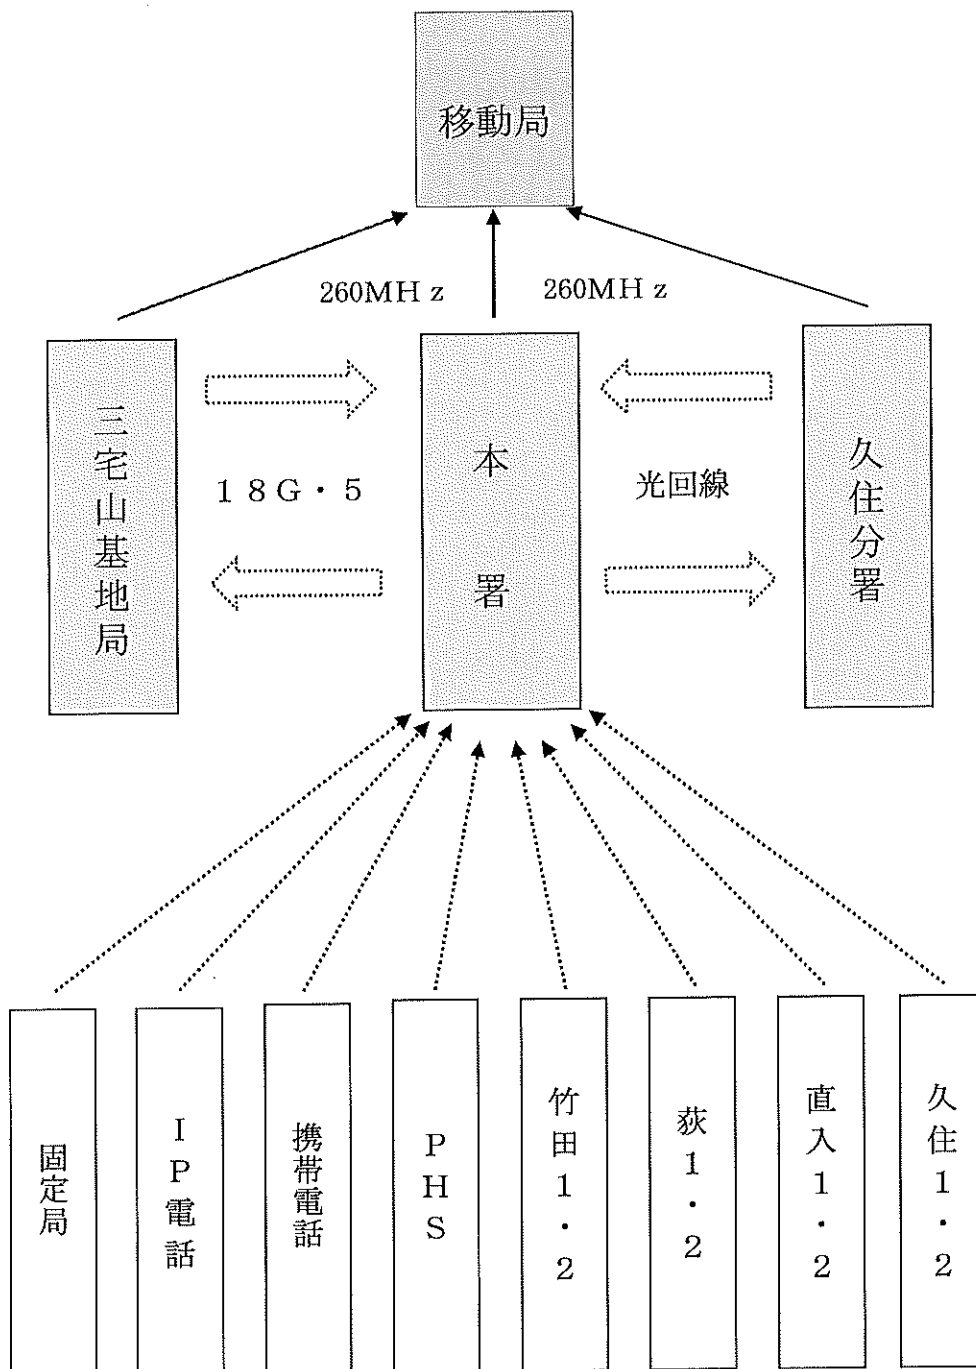 移動局
260MHz
260MHz
三宅山基地局
18G・5
本署
光回線
久住分署
固定局
IP電話
携帯電話
PHS
竹田1・2
荻1・2
直入1・2
久住1・2